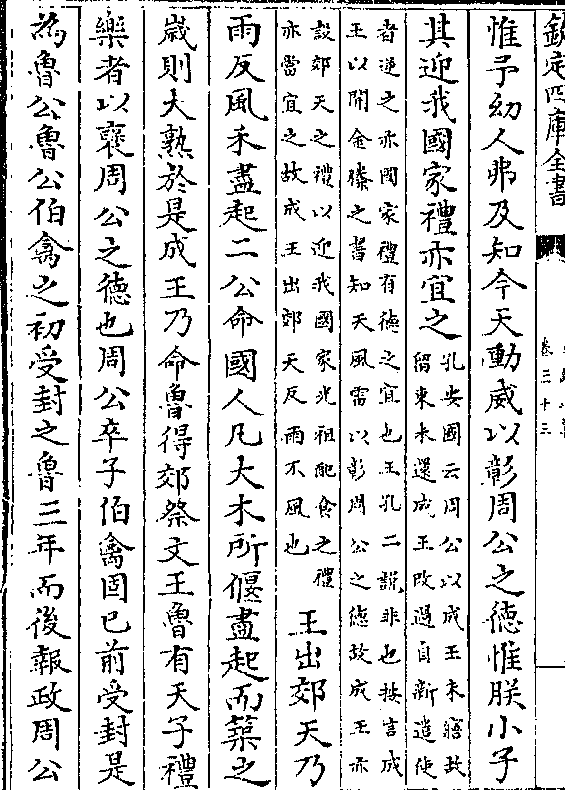 欽定四庫全書
卷三十三
惟予幼人弗及知今天動威以彰周公之德惟朕小子
其迎我國家禮亦宜之
孔安國云周公以成王未寤故
留東未還成王改過自新遣使
者逆之亦國家禮有德之宜也王孔二說非也按言成
王以開金縢之書知天風雷以彰周公之德故成王亦
設郊天之禮以迎我國家先祖配食之禮
亦當宜之故成王出郊天反雨不風也
王出郊天乃
雨反風禾盡起二公命國人凡大木所偃盡起而築之
歲則大熟於是成王乃命魯得郊祭文王魯有天子禮
樂者以襃周公之德也周公卒子伯禽固已前受封是
為魯公魯公伯禽之初受封之魯三年而後報政周公